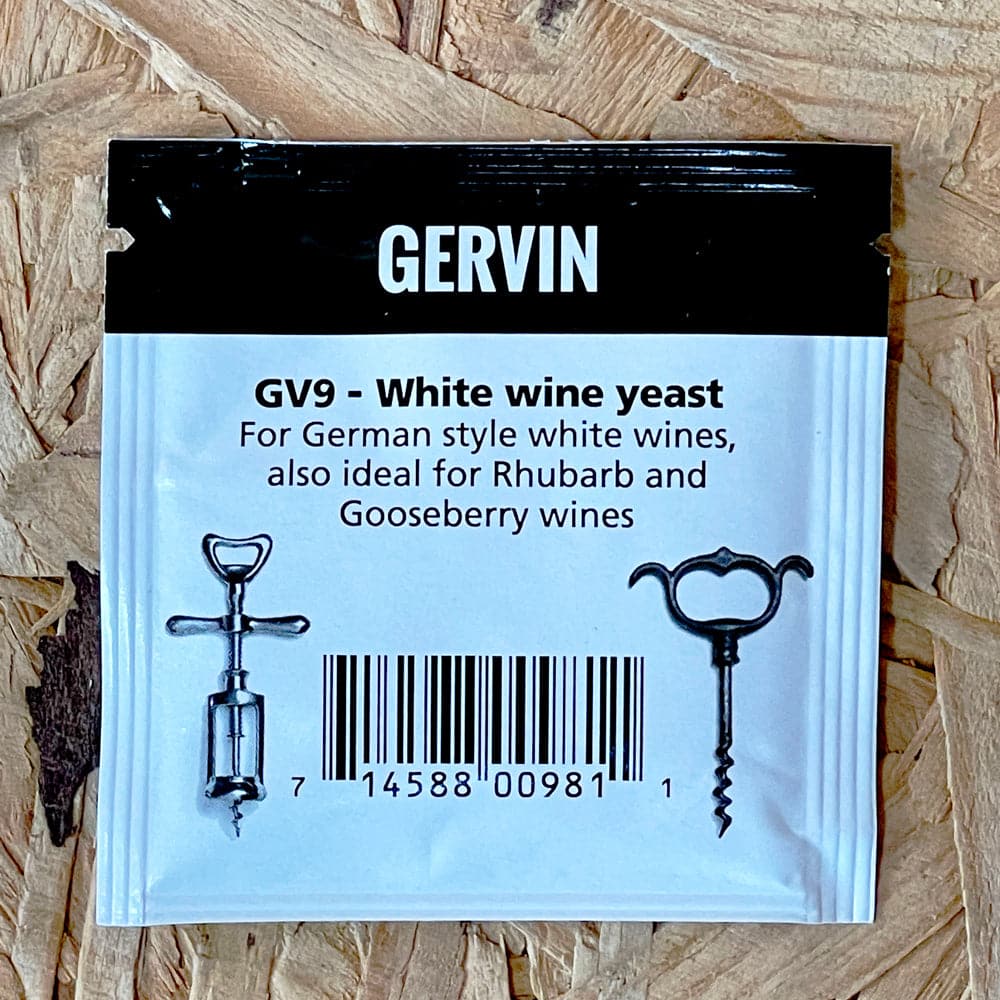 GERVIN
GV9 - White wine yeast
For German style white wines,
also ideal for Rhubarb and
Gooseberry wines
7 14588 00981 1